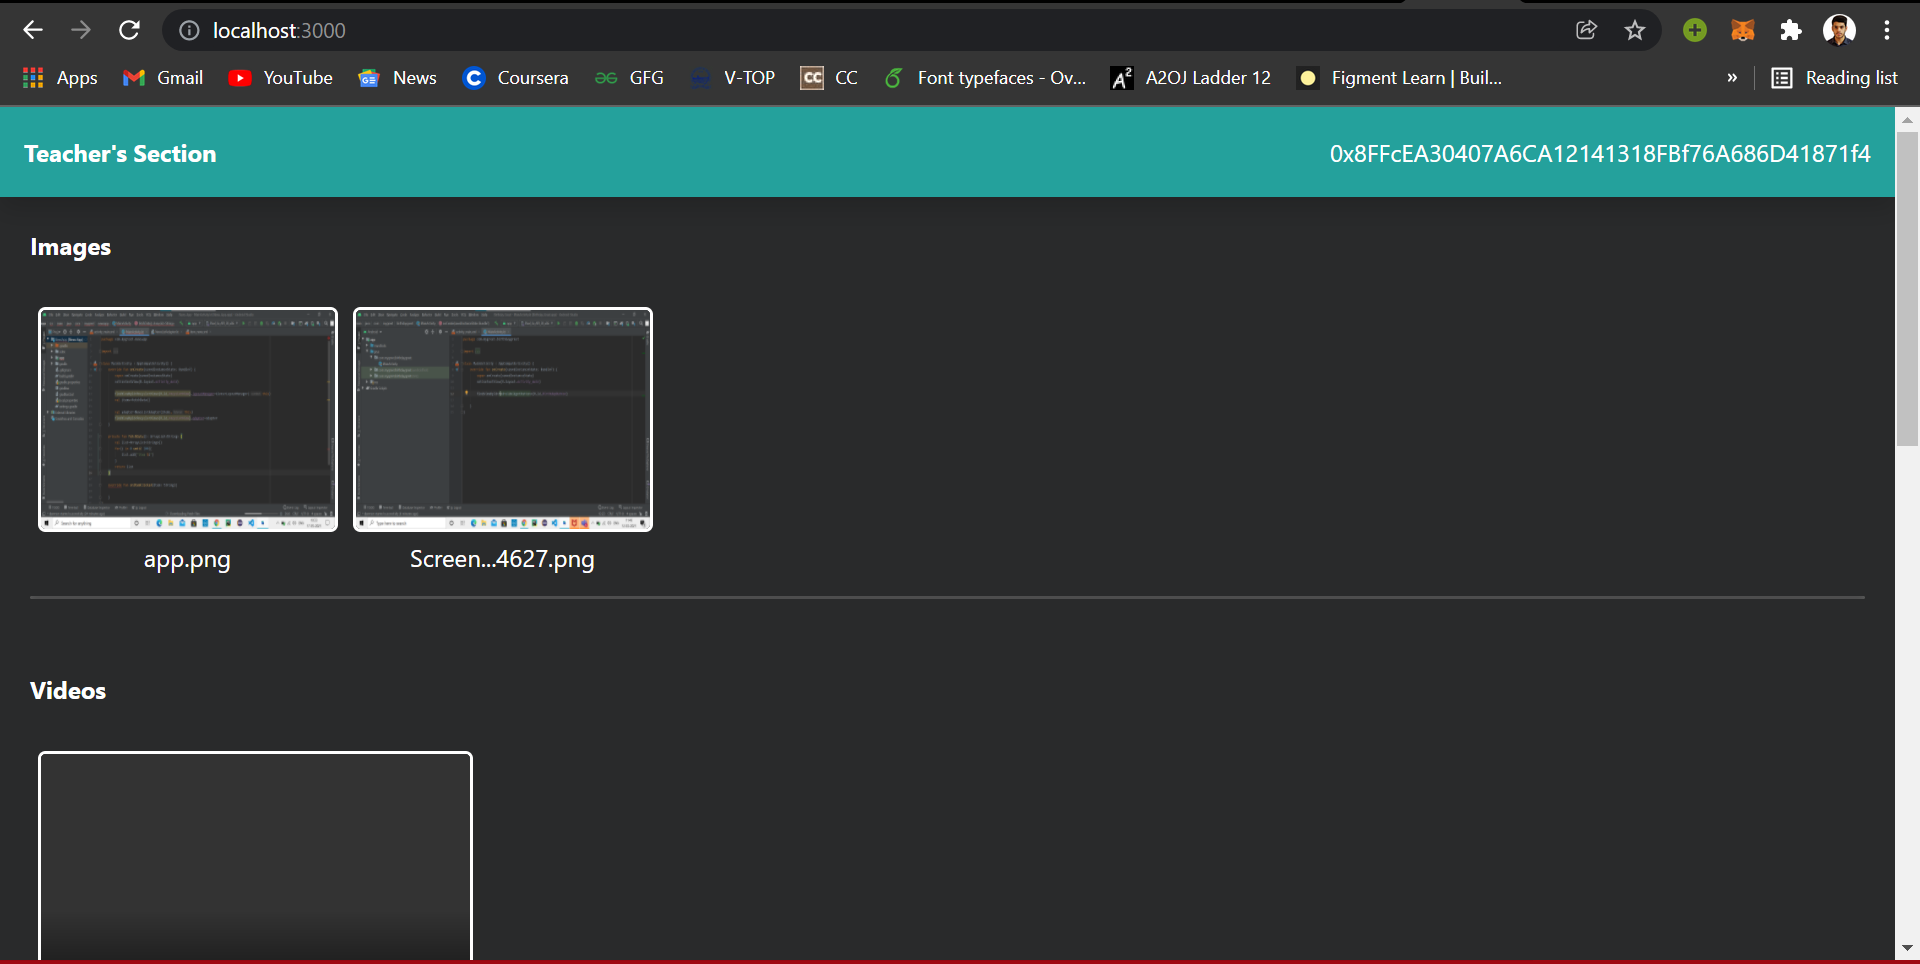 localhost:3000
Apps Gmail YouTube News Coursera GFG V-TOP CC Font typefaces - Ov... A2OJ Ladder 12 Figment Learn | Buil... » Reading list
Teacher's Section 0x8FFcEA30407A6CA12141318FBf76A686D41871f4
Images
app.png Screen...4627.png
Videos